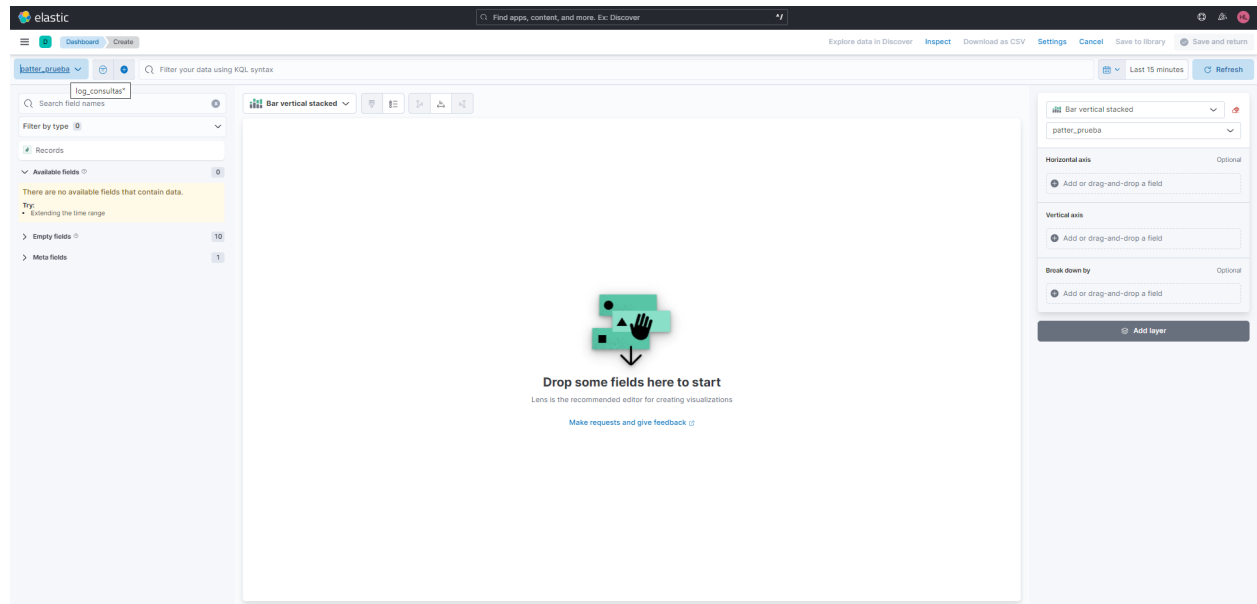 elastic
Find apps, content, and more. Ex: Discover
^/
HL
D
Dashboard
Create
Explore data in Discover
Inspect
Download as CSV
Settings
Cancel
Save to library
Save and return
patter_prueba
Filter your data using KQL syntax
Last 15 minutes
Refresh
log_consultas*
Search field names
0
Filter by type 0
# Records
Available fields
0
There are no available fields that contain data.
Try:
• Extending the time range
Empty fields
10
Meta fields
1
Bar vertical stacked
Drop some fields here to start
Lens is the recommended editor for creating visualizations
Make requests and give feedback
Bar vertical stacked
patter_prueba
Horizontal axis
Optional
Add or drag-and-drop a field
Vertical axis
Add or drag-and-drop a field
Break down by
Optional
Add or drag-and-drop a field
Add layer